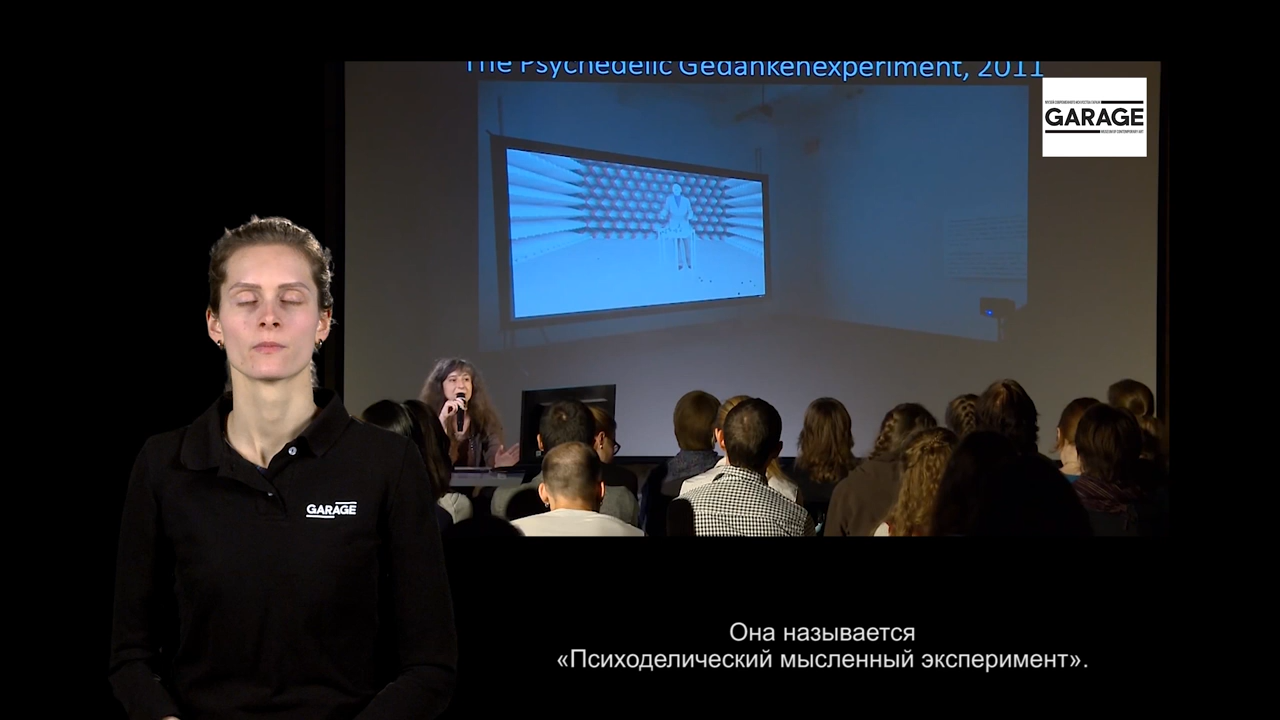 The Psychedelic Gedankenexperiment, 2011
GARAGE
GARAGE
Она называется
«Психоделический мысленный эксперимент».